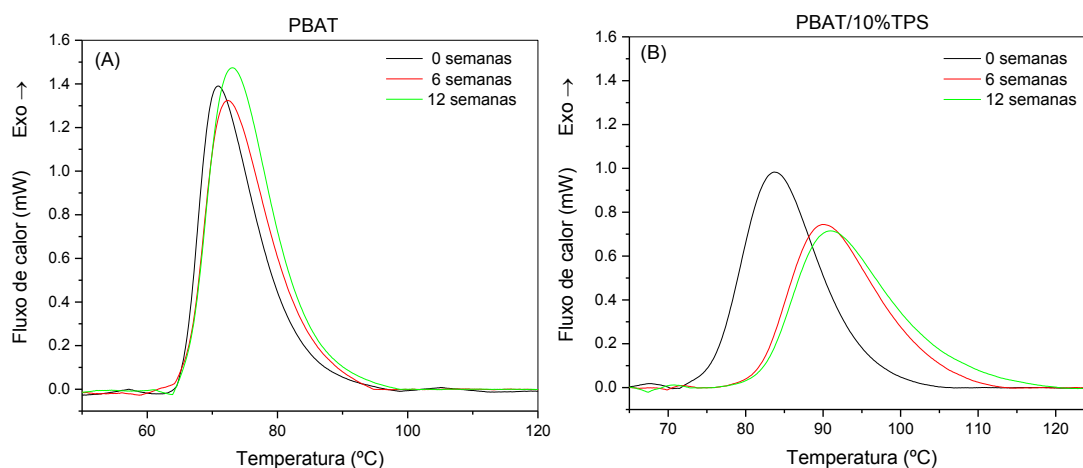 PBAT
(A)
0 semanas
6 semanas
12 semanas
Fluxo de calor (mW) Exo →
1.6
1.4
1.2
1.0
0.8
0.6
0.4
0.2
0.0
60 80 100 120
Temperatura (ºC)
PBAT/10%TPS
(B)
0 semanas
6 semanas
12 semanas
Fluxo de calor (mW) Exo →
1.6
1.4
1.2
1.0
0.8
0.6
0.4
0.2
0.0
70 80 90 100 110 120
Temperatura (ºC)